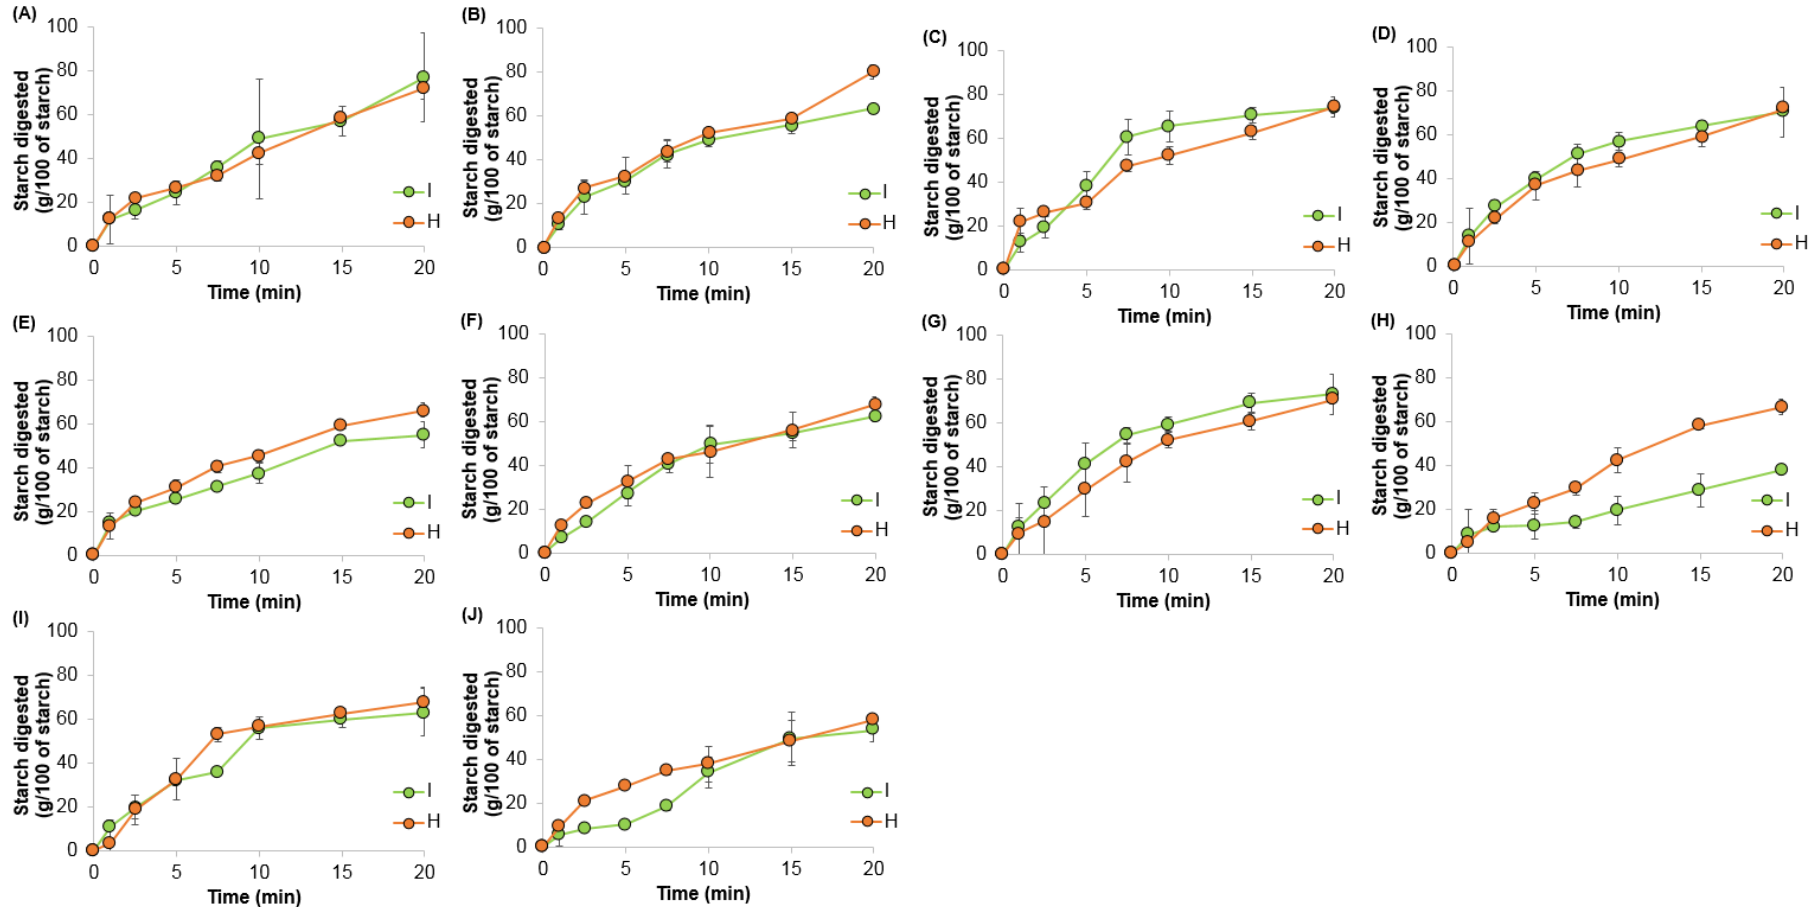 (A)
100
80
60
40
20
0
Starch digested
(g/100 of starch)
I
H
0 5 10 15 20
Time (min)
(B)
100
80
60
40
20
0
Starch digested
(g/100 of starch)
I
H
0 5 10 15 20
Time (min)
(C)
100
80
60
40
20
0
Starch digested
(g/100 of starch)
I
H
0 5 10 15 20
Time (min)
(D)
100
80
60
40
20
0
Starch digested
(g/100 of starch)
I
H
0 5 10 15 20
Time (min)
(E)
100
80
60
40
20
0
Starch digested
(g/100 of starch)
I
H
0 5 10 15 20
Time (min)
(F)
100
80
60
40
20
0
Starch digested
(g/100 of starch)
I
H
0 5 10 15 20
Time (min)
(G)
100
80
60
40
20
0
Starch digested
(g/100 of starch)
I
H
0 5 10 15 20
Time (min)
(H)
100
80
60
40
20
0
Starch digested
(g/100 of starch)
I
H
0 5 10 15 20
Time (min)
(I)
100
80
60
40
20
0
Starch digested
(g/100 of starch)
I
H
0 5 10 15 20
Time (min)
(J)
100
80
60
40
20
0
Starch digested
(g/100 of starch)
I
H
0 5 10 15 20
Time (min)